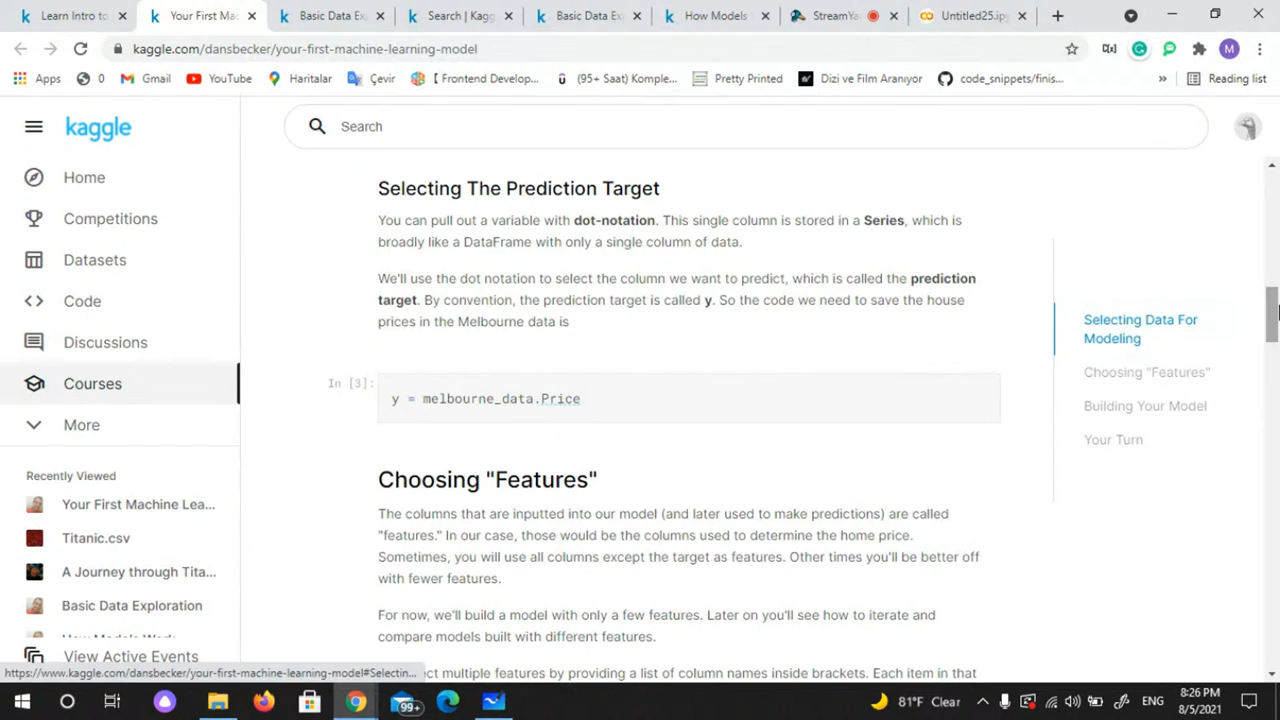 Learn Intro to
Your First Mac
Basic Data Ex
Search | Kagg
Basic Data Ex
How Models
StreamYa
Untitled25.ip
kaggle.com/dansbecker/your-first-machine-learning-model
M
Apps
0
Gmail
YouTube
Haritalar
Çevir
[ Frontend Develop...
(95+ Saat) Komple...
Pretty Printed
Dizi ve Film Aranıyor
code_snippets/finis...
»
Reading list
kaggle
Search
Home
Competitions
Datasets
Code
Discussions
Courses
More
Recently Viewed
Your First Machine Lea...
Titanic.csv
A Journey through Tita...
Basic Data Exploration
How Models Work
View Active Events
Selecting The Prediction Target
You can pull out a variable with dot-notation. This single column is stored in a Series, which is
broadly like a DataFrame with only a single column of data.
We'll use the dot notation to select the column we want to predict, which is called the prediction
target. By convention, the prediction target is called y. So the code we need to save the house
prices in the Melbourne data is
In [3]:
y = melbourne_data.Price
Choosing "Features"
The columns that are inputted into our model (and later used to make predictions) are called
"features." In our case, those would be the columns used to determine the home price.
Sometimes, you will use all columns except the target as features. Other times you'll be better off
with fewer features.
For now, we'll build a model with only a few features. Later on you'll see how to iterate and
compare models built with different features.
ect multiple features by providing a list of column names inside brackets. Each item in that
Selecting Data For
Modeling
Choosing "Features"
Building Your Model
Your Turn
https://www.kaggle.com/dansbecker/your-first-machine-learning-model#Selectin...
99+
81°F Clear
ENG
8:26 PM
8/5/2021